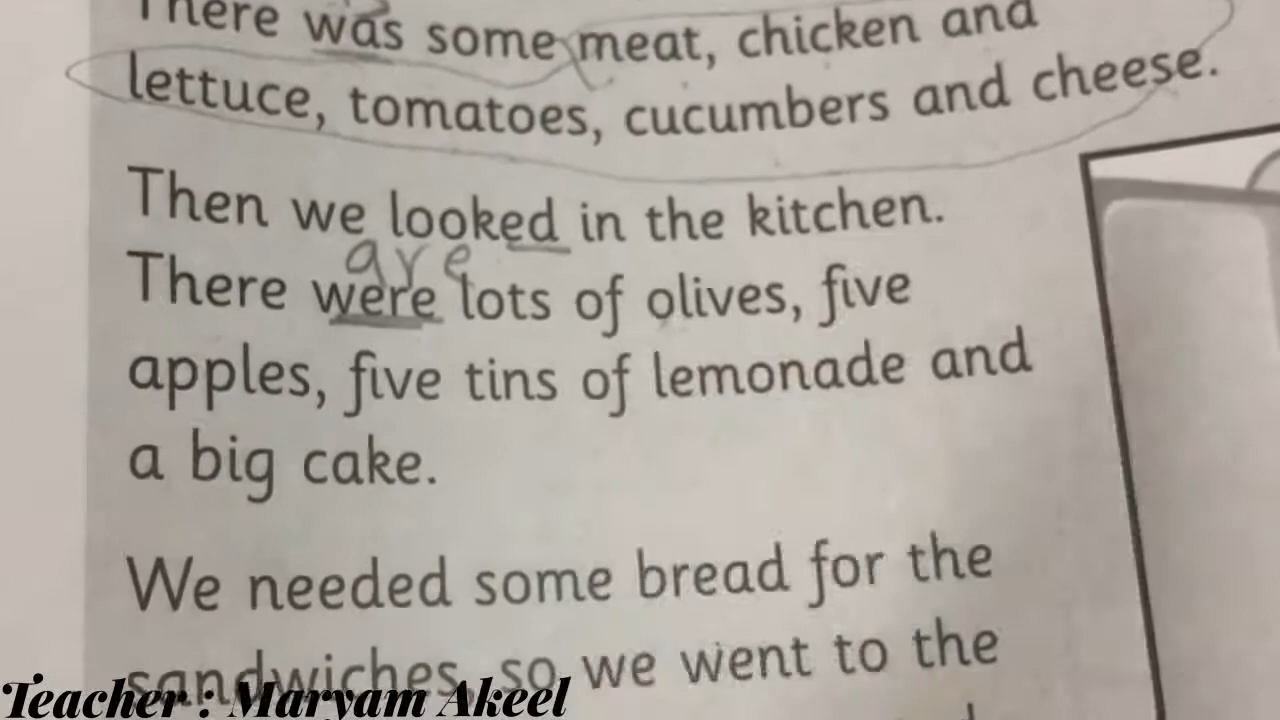 There was some meat, chicken and
lettuce, tomatoes, cucumbers and cheese.
Then we looked in the kitchen.
are
There were lots of olives, five
apples, five tins of lemonade and
a big cake.
We needed some bread for the
sandwiches, so we went to the
Teacher : Maryam Akeel